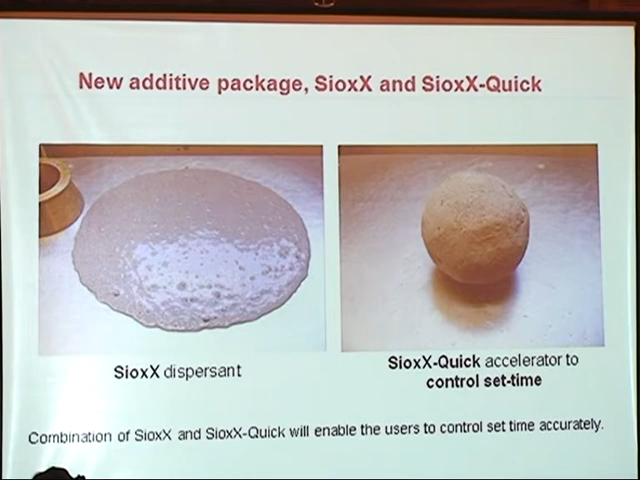 New additive package, SioxX and SioxX-Quick
SioxX dispersant
SioxX-Quick accelerator to
control set-time
Combination of SioxX and SioxX-Quick will enable the users to control set time accurately.